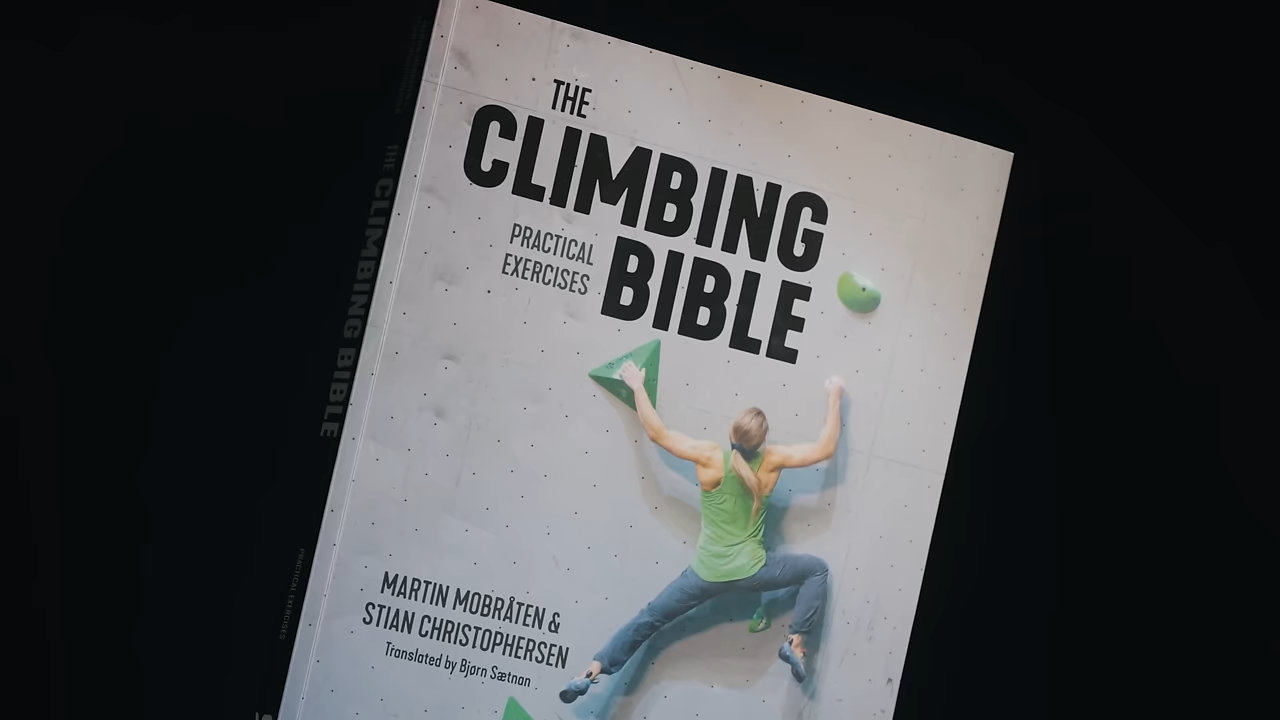 THE
CLIMBING
PRACTICAL
EXERCISES
BIBLE
MARTIN MOBRÅTEN &
STIAN CHRISTOPHERSEN
Translated by Bjørn Sætnan
THE CLIMBING BIBLE
PRACTICAL EXERCISES